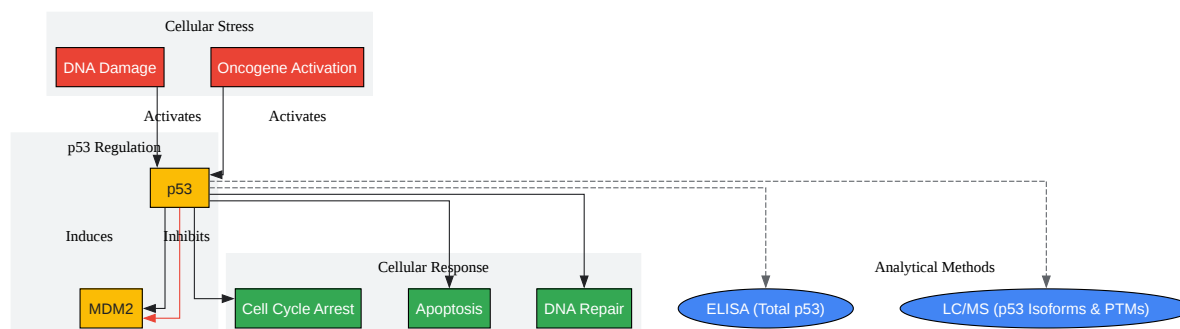 Cellular Stress
DNA Damage
Oncogene Activation
Activates
Activates
p53 Regulation
p53
Induces
Inhibits
Cellular Response
Analytical Methods
MDM2
Cell Cycle Arrest
Apoptosis
DNA Repair
ELISA (Total p53)
LC/MS (p53 Isoforms & PTMs)